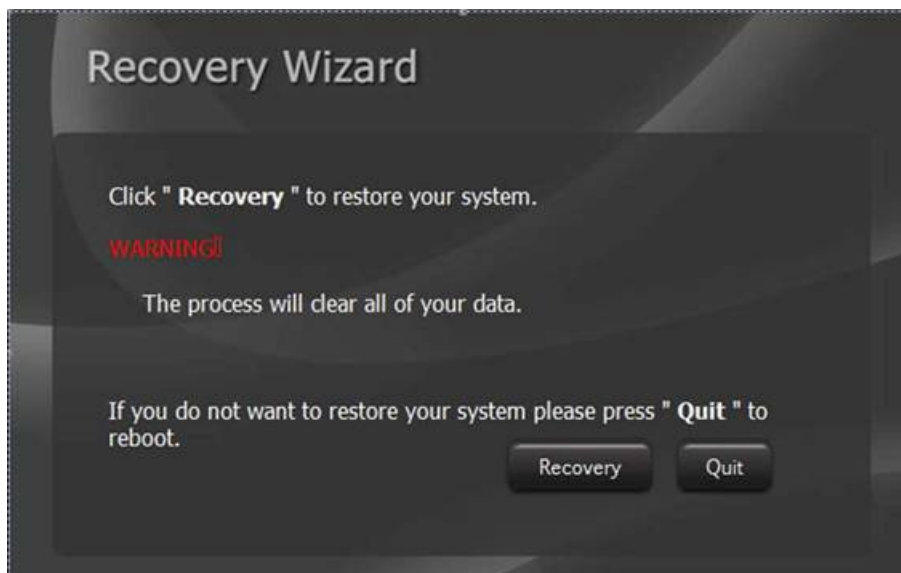 Recovery Wizard
Click " Recovery " to restore your system.
WARNING▯
The process will clear all of your data.
If you do not want to restore your system please press " Quit " to
reboot.
Recovery
Quit